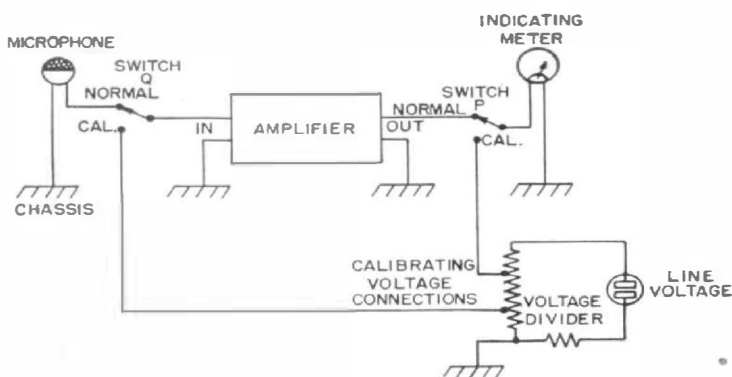 INDICATING
METER
MICROPHONE
SWITCH
Q
NORMAL
CAL.
IN
AMPLIFIER
NORMAL
OUT
SWITCH
P
CAL.
CHASSIS
CALIBRATING
VOLTAGE
CONNECTIONS
VOLTAGE
DIVIDER
LINE
VOLTAGE